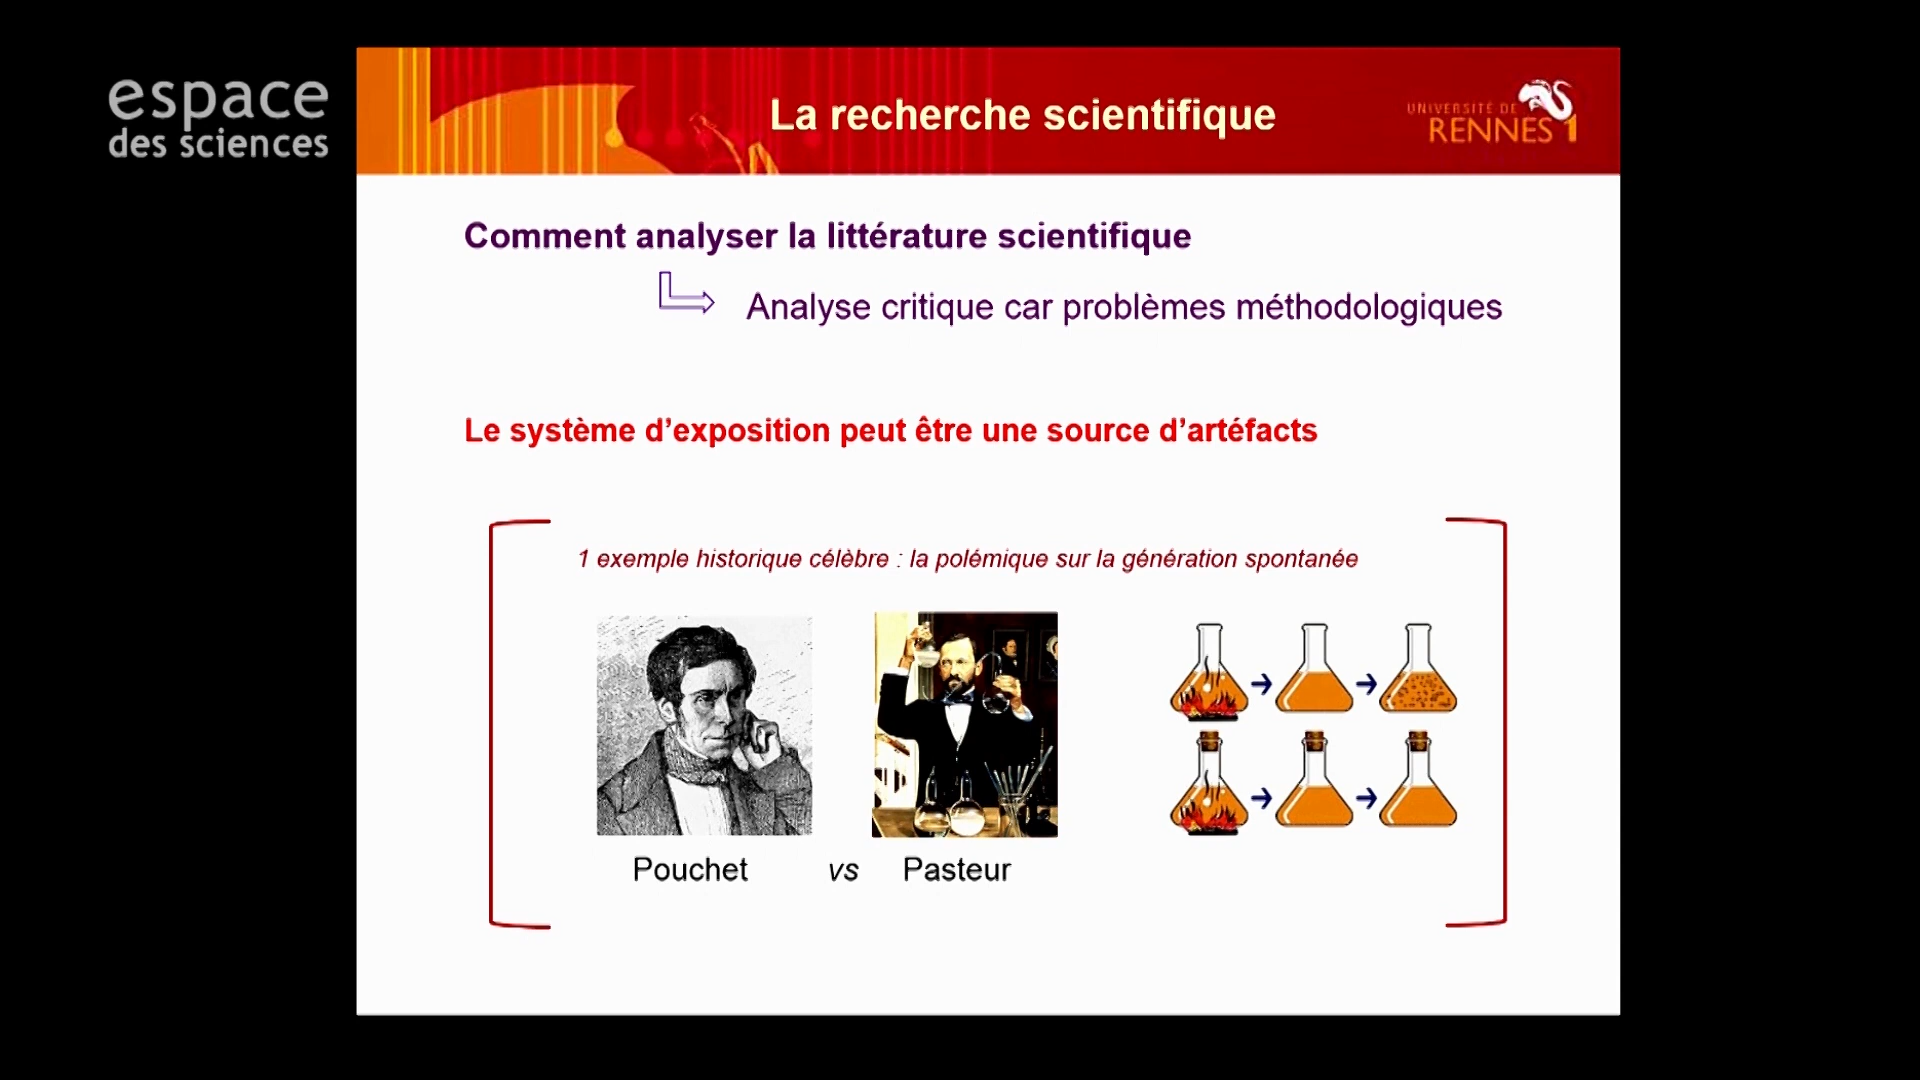 espace
des sciences
La recherche scientifique
UNIVERSITÉ DE
RENNES 1
Comment analyser la littérature scientifique
Analyse critique car problèmes méthodologiques
Le système d’exposition peut être une source d’artéfacts
1 exemple historique célèbre : la polémique sur la génération spontanée
Pouchet vs Pasteur